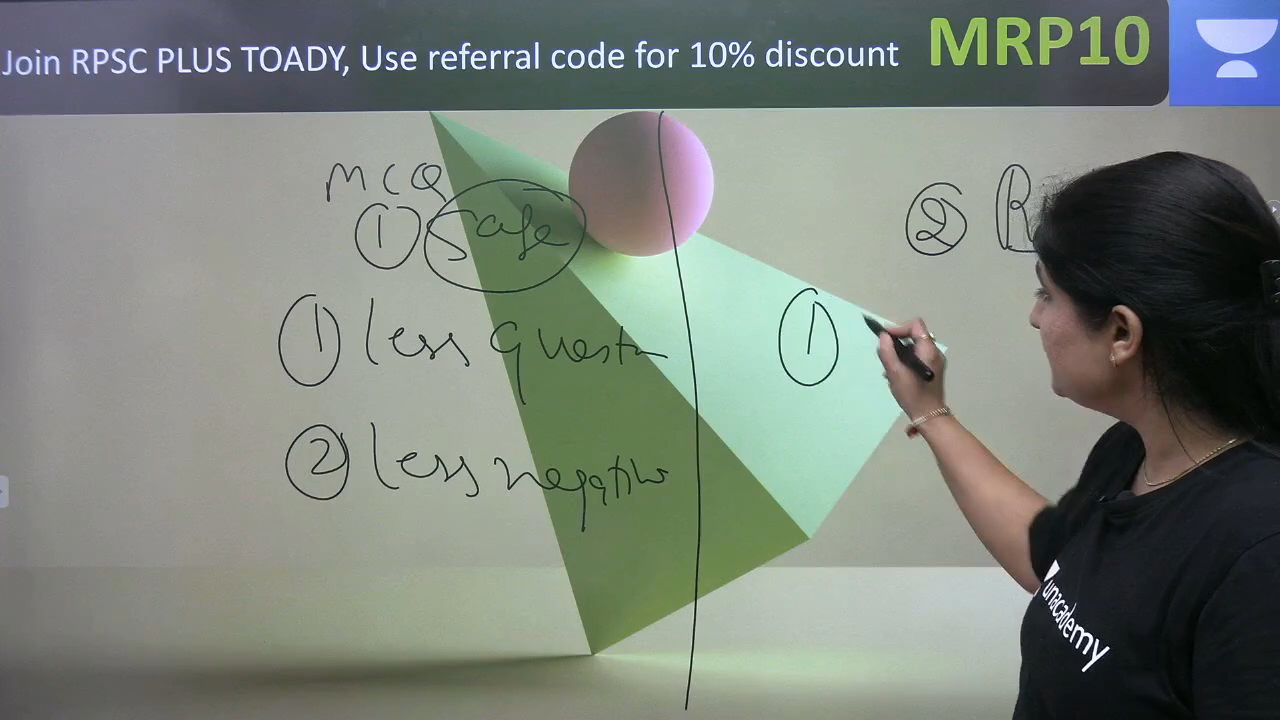 Join RPSC PLUS TOADY, Use referral code for 10% discount MRP10
MCQ
① Safe
② R
① less question
①
② less negative
unacademy